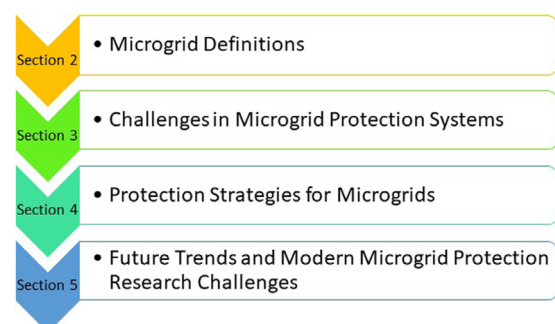 Section 2
• Microgrid Definitions
Section 3
• Challenges in Microgrid Protection Systems
Section 4
• Protection Strategies for Microgrids
Section 5
• Future Trends and Modern Microgrid Protection
Research Challenges